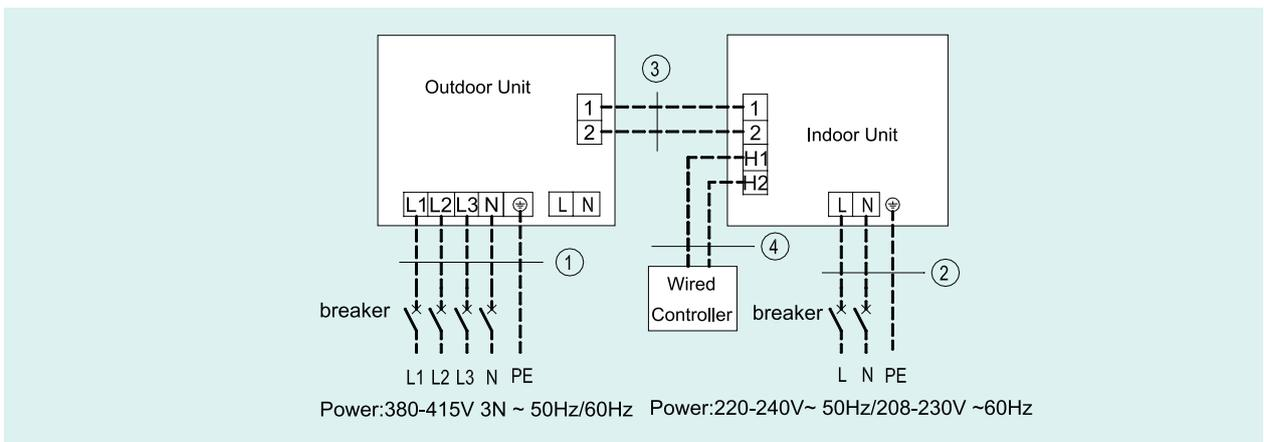 Outdoor Unit
1
2
L1 L2 L3 N
L N
3
1
2
H1
H2
Indoor Unit
L N
1
4
2
Wired
Controller
breaker
breaker
L1 L2 L3 N PE
L N PE
Power:380-415V 3N ~ 50Hz/60Hz
Power:220-240V~ 50Hz/208-230V ~60Hz